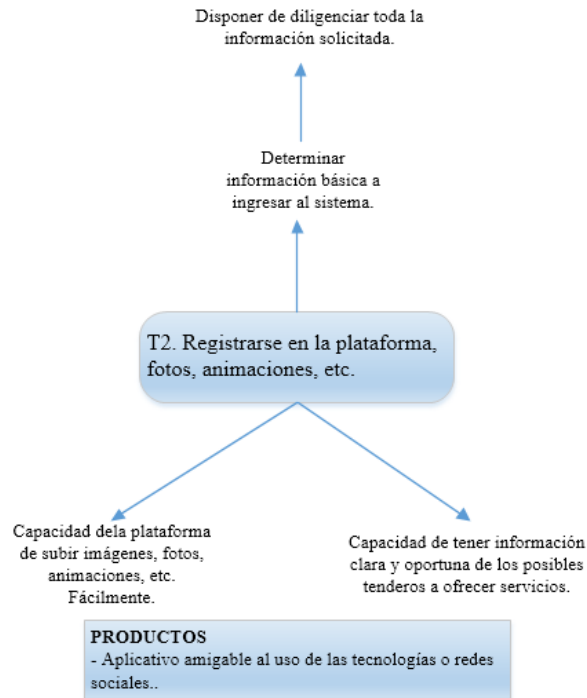 Disponer de diligenciar toda la
información solicitada.
Determinar
información básica a
ingresar al sistema.
T2. Registrarse en la plataforma,
fotos, animaciones, etc.
Capacidad dela plataforma
de subir imágenes, fotos,
animaciones, etc.
Fácilmente.
Capacidad de tener información
clara y oportuna de los posibles
tenderos a ofrecer servicios.
PRODUCTOS
- Aplicativo amigable al uso de las tecnologías o redes
sociales..